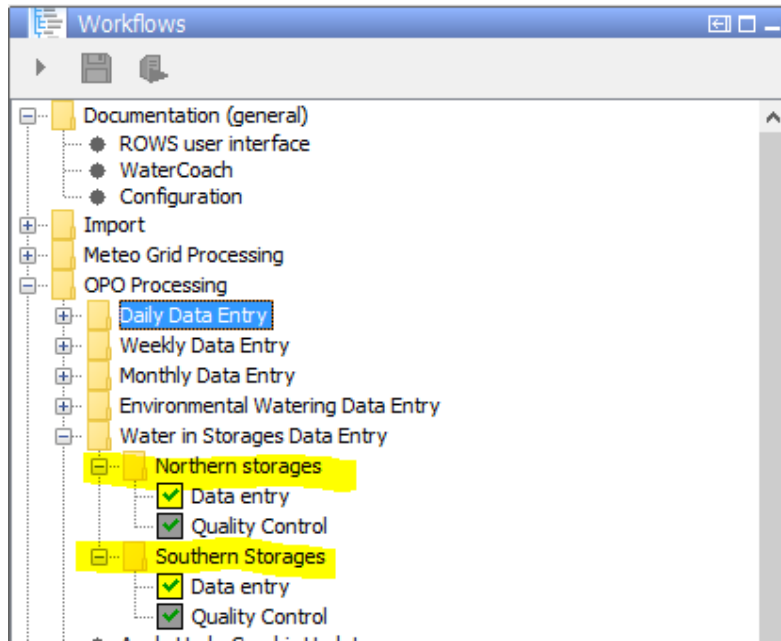 Workflows
Documentation (general)
ROWS user interface
WaterCoach
Configuration
Import
Meteo Grid Processing
OPO Processing
Daily Data Entry
Weekly Data Entry
Monthly Data Entry
Environmental Watering Data Entry
Water in Storages Data Entry
Northern storages
Data entry
Quality Control
Southern Storages
Data entry
Quality Control